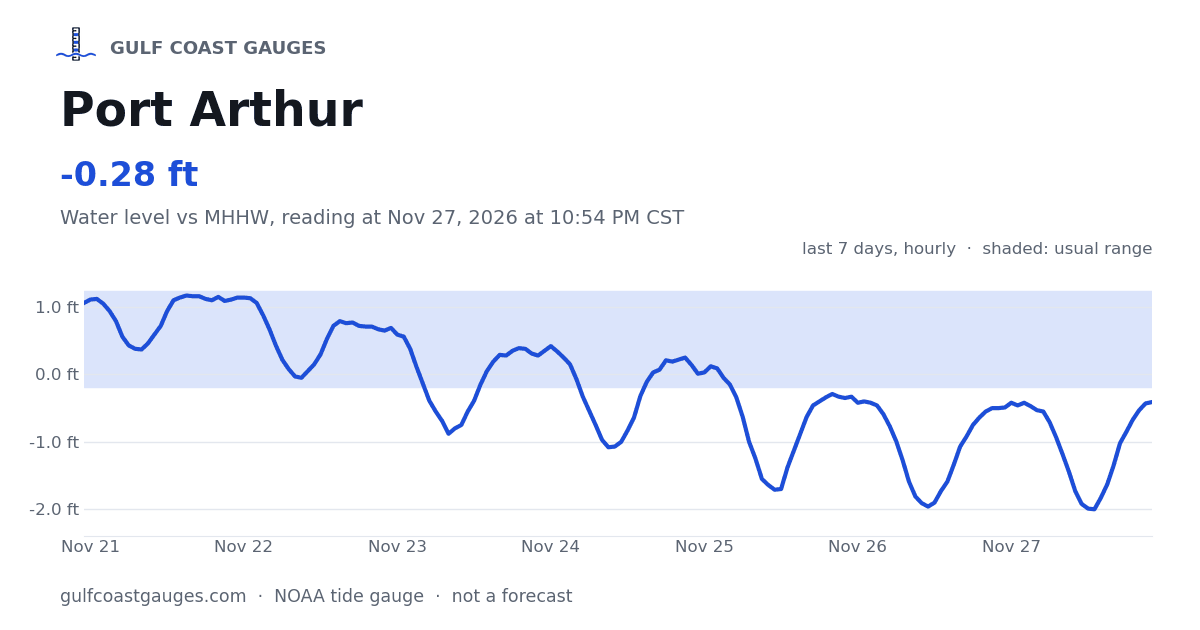 GULF COAST GAUGES
Port Arthur
-0.28 ft
Water level vs MHHW, reading at Nov 27, 2026 at 10:54 PM CST
last 7 days, hourly · shaded: usual range
1.0 ft
0.0 ft
-1.0 ft
-2.0 ft
Nov 21 Nov 22 Nov 23 Nov 24 Nov 25 Nov 26 Nov 27
gulfcoastgauges.com · NOAA tide gauge · not a forecast